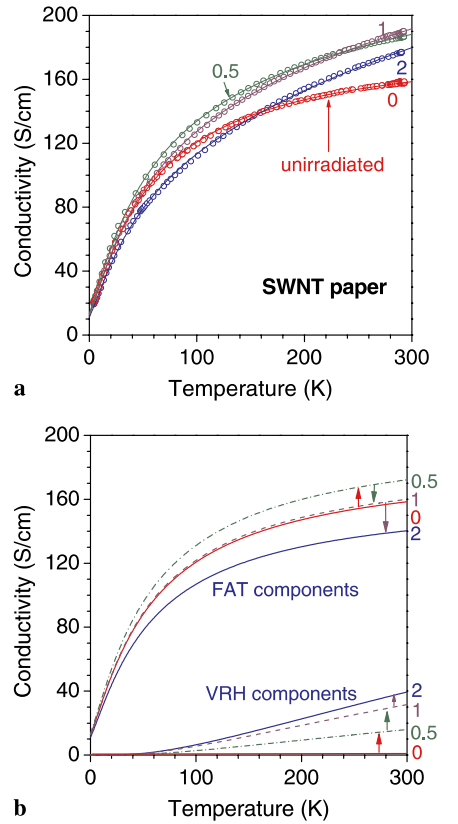 200
160
120
80
40
0
Conductivity (S/cm)
0.5
1
2
0
unirradiated
SWNT paper
0 100 200 300
Temperature (K)
a
200
160
120
80
40
0
Conductivity (S/cm)
0.5
1
0
2
FAT components
VRH components
2
1
0.5
0
0 100 200 300
Temperature (K)
b